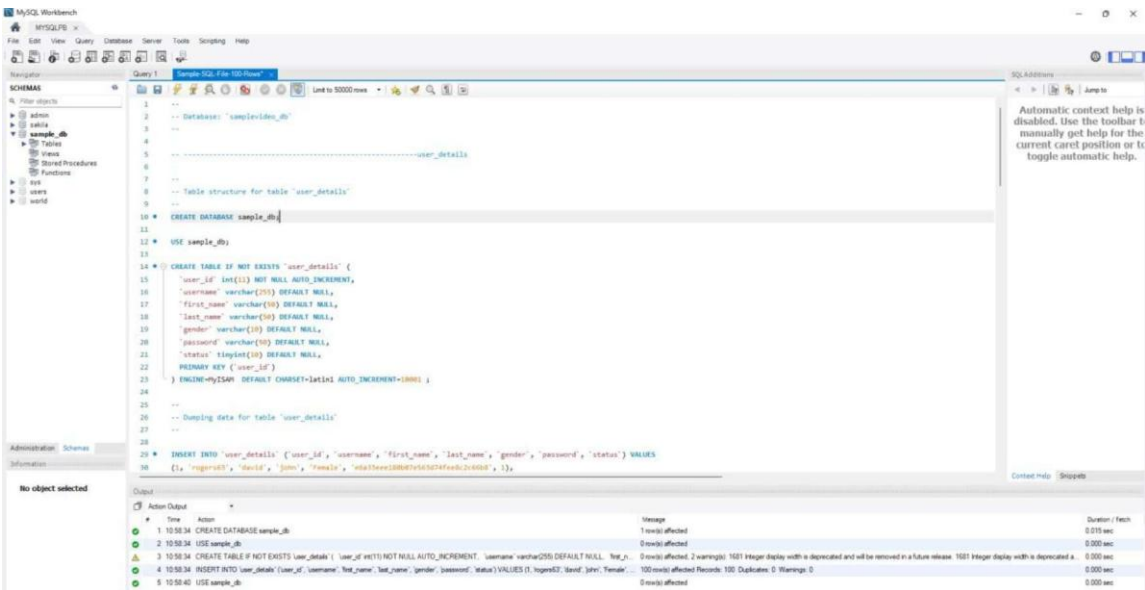 MySQL Workbench
MYSQLFB ×
File Edit View Query Database Server Tools Scripting Help
Navigator
SCHEMAS
Filter objects
admin
sakila
sample_db
Tables
Views
Stored Procedures
Functions
sys
users
world
Administration Schemas
Information
No object selected
Query 1 Sample-SQL-File-100-Rows* ×
Limit to 50000 rows
1 --
2 -- Database: `samplevideo_db`
3 --
4
5 -- --------------------------------------------------------user_details
6
7 --
8 -- Table structure for table `user_details`
9 --
10 CREATE DATABASE sample_db;
11
12 USE sample_db;
13
14 CREATE TABLE IF NOT EXISTS `user_details` (
15 `user_id` int(11) NOT NULL AUTO_INCREMENT,
16 `username` varchar(255) DEFAULT NULL,
17 `first_name` varchar(50) DEFAULT NULL,
18 `last_name` varchar(50) DEFAULT NULL,
19 `gender` varchar(10) DEFAULT NULL,
20 `password` varchar(50) DEFAULT NULL,
21 `status` tinyint(10) DEFAULT NULL,
22 PRIMARY KEY (`user_id`)
23 ) ENGINE=MyISAM DEFAULT CHARSET=latin1 AUTO_INCREMENT=10001 ;
24
25 --
26 -- Dumping data for table `user_details`
27 --
28
29 INSERT INTO `user_details` (`user_id`, `username`, `first_name`, `last_name`, `gender`, `password`, `status`) VALUES
30 (1, 'rogers63', 'david', 'john', 'Female', 1),
SQL Additions
Jump to
Automatic context help is
disabled. Use the toolbar t
manually get help for the
current caret position or to
toggle automatic help.
Context Help Snippets
Output
Action Output
# Time Action Message Duration / Fetch
1 10:58:34 CREATE DATABASE sample_db 1 row(s) affected 0.015 sec
2 10:58:34 USE sample_db 0 row(s) affected 0.000 sec
3 10:58:34 CREATE TABLE IF NOT EXISTS `user_details` ( `user_id` int(11) NOT NULL AUTO_INCREMENT, `username` varchar(255) DEFAULT NULL, `first_n... 0 row(s) affected, 2 warning(s): 1681 Integer display width is deprecated and will be removed in a future release. 1681 Integer display width is deprecated a... 0.000 sec
4 10:58:34 INSERT INTO `user_details` (`user_id`, `username`, `first_name`, `last_name`, `gender`, `password`, `status`) VALUES (1, 'rogers63', 'david', 'john', 'Female', ... 100 row(s) affected Records: 100 Duplicates: 0 Warnings: 0 0.000 sec
5 10:58:40 USE sample_db 0 row(s) affected 0.000 sec